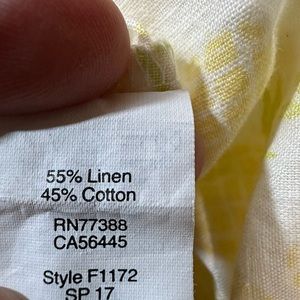 55% Linen
45% Cotton
RN77388
CA56445
Style F1172
SP 17